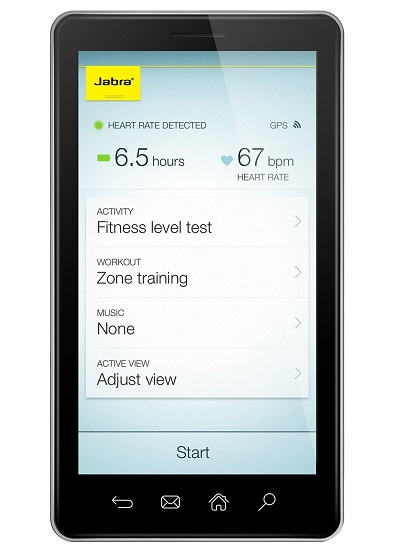 Jabra®
HEART RATE DETECTED GPS
6.5 hours 67 bpm
HEART RATE
ACTIVITY
Fitness level test
WORKOUT
Zone training
MUSIC
None
ACTIVE VIEW
Adjust view
Start